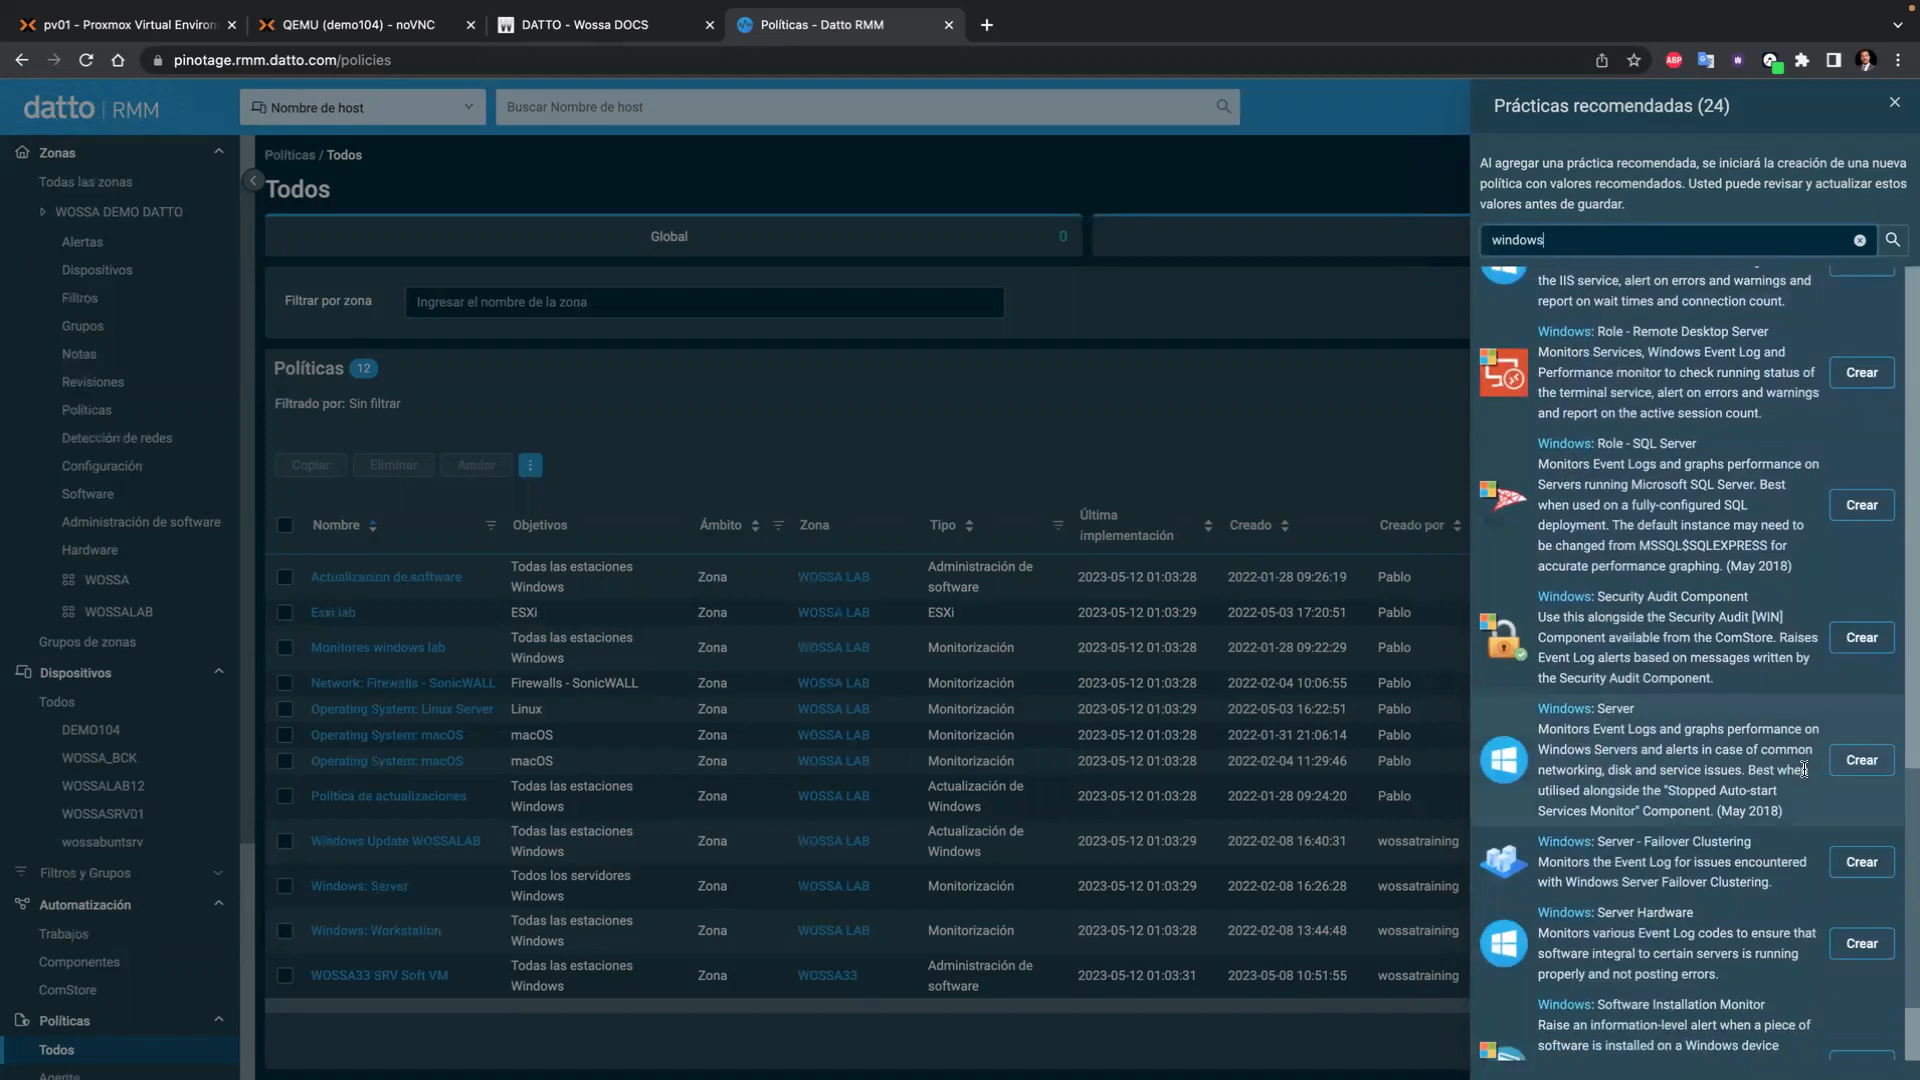 pv01 - Proxmox Virtual Environ
QEMU (demo104) - noVNC
DATTO - Wossa DOCS
Políticas - Datto RMM
pinotage.rmm.datto.com/policies
ABP
datto | RMM
Nombre de host
Buscar Nombre de host
Zonas
Todas las zonas
WOSSA DEMO DATTO
Alertas
Dispositivos
Filtros
Grupos
Notas
Revisiones
Políticas
Detección de redes
Configuración
Software
Administración de software
Hardware
WOSSA
WOSSALAB
Grupos de zonas
Dispositivos
Todos
DEMO104
WOSSA_BCK
WOSSALAB12
WOSSASRV01
wossabuntsrv
Filtros y Grupos
Automatización
Trabajos
Componentes
ComStore
Políticas
Todos
Agente
Políticas / Todos
Todos
Global 0
Filtrar por zona
Ingresar el nombre de la zona
Políticas 12
Filtrado por: Sin filtrar
Copiar Eliminar Anular
Nombre Objetivos Ámbito Zona Tipo Última implementación Creado Creado por
Actualizacion de software Todas las estaciones Windows Zona WOSSA LAB Administración de software 2023-05-12 01:03:28 2022-01-28 09:26:19 Pablo
Esxi lab ESXi Zona WOSSA LAB ESXi 2023-05-12 01:03:29 2022-05-03 17:20:51 Pablo
Monitores windows lab Todas las estaciones Windows Zona WOSSA LAB Monitorización 2023-05-12 01:03:28 2022-01-28 09:22:29 Pablo
Network: Firewalls - SonicWALL Firewalls - SonicWALL Zona WOSSA LAB Monitorización 2023-05-12 01:03:28 2022-02-04 10:06:55 Pablo
Operating System: Linux Server Linux Zona WOSSA LAB Monitorización 2023-05-12 01:03:29 2022-05-03 16:22:51 Pablo
Operating System: macOS macOS Zona WOSSA LAB Monitorización 2023-05-12 01:03:28 2022-01-31 21:06:14 Pablo
Operating System: macOS macOS Zona WOSSA LAB Monitorización 2023-05-12 01:03:28 2022-02-04 11:29:46 Pablo
Política de actualizaciones Todas las estaciones Windows Zona WOSSA LAB Actualización de Windows 2023-05-12 01:03:28 2022-01-28 09:24:20 Pablo
Windows Update WOSSALAB Todas las estaciones Windows Zona WOSSA LAB Actualización de Windows 2023-05-12 01:03:29 2022-02-08 16:40:31 wossatraining
Windows: Server Todos los servidores Windows Zona WOSSA LAB Monitorización 2023-05-12 01:03:29 2022-02-08 16:26:28 wossatraining
Windows: Workstation Todas las estaciones Windows Zona WOSSA LAB Monitorización 2023-05-12 01:03:28 2022-02-08 13:44:48 wossatraining
WOSSA33 SRV Soft VM Todas las estaciones Windows Zona WOSSA33 Administración de software 2023-05-12 01:03:31 2023-05-08 10:51:55 wossatraining
Prácticas recomendadas (24)
Al agregar una práctica recomendada, se iniciará la creación de una nueva
política con valores recomendados. Usted puede revisar y actualizar estos
valores antes de guardar.
windows
the IIS service, alert on errors and warnings and
report on wait times and connection count.
Windows: Role - Remote Desktop Server
Monitors Services, Windows Event Log and
Performance monitor to check running status of
the terminal service, alert on errors and warnings
and report on the active session count.
Crear
Windows: Role - SQL Server
Monitors Event Logs and graphs performance on
Servers running Microsoft SQL Server. Best
when used on a fully-configured SQL
deployment. The default instance may need to
be changed from MSSQL$SQLEXPRESS for
accurate performance graphing. (May 2018)
Crear
Windows: Security Audit Component
Use this alongside the Security Audit [WIN]
Component available from the ComStore. Raises
Event Log alerts based on messages written by
the Security Audit Component.
Crear
Windows: Server
Monitors Event Logs and graphs performance on
Windows Servers and alerts in case of common
networking, disk and service issues. Best when
utilised alongside the "Stopped Auto-start
Services Monitor" Component. (May 2018)
Crear
Windows: Server - Failover Clustering
Monitors the Event Log for issues encountered
with Windows Server Failover Clustering.
Crear
Windows: Server Hardware
Monitors various Event Log codes to ensure that
software integral to certain servers is running
properly and not posting errors.
Crear
Windows: Software Installation Monitor
Raise an information-level alert when a piece of
software is installed on a Windows device